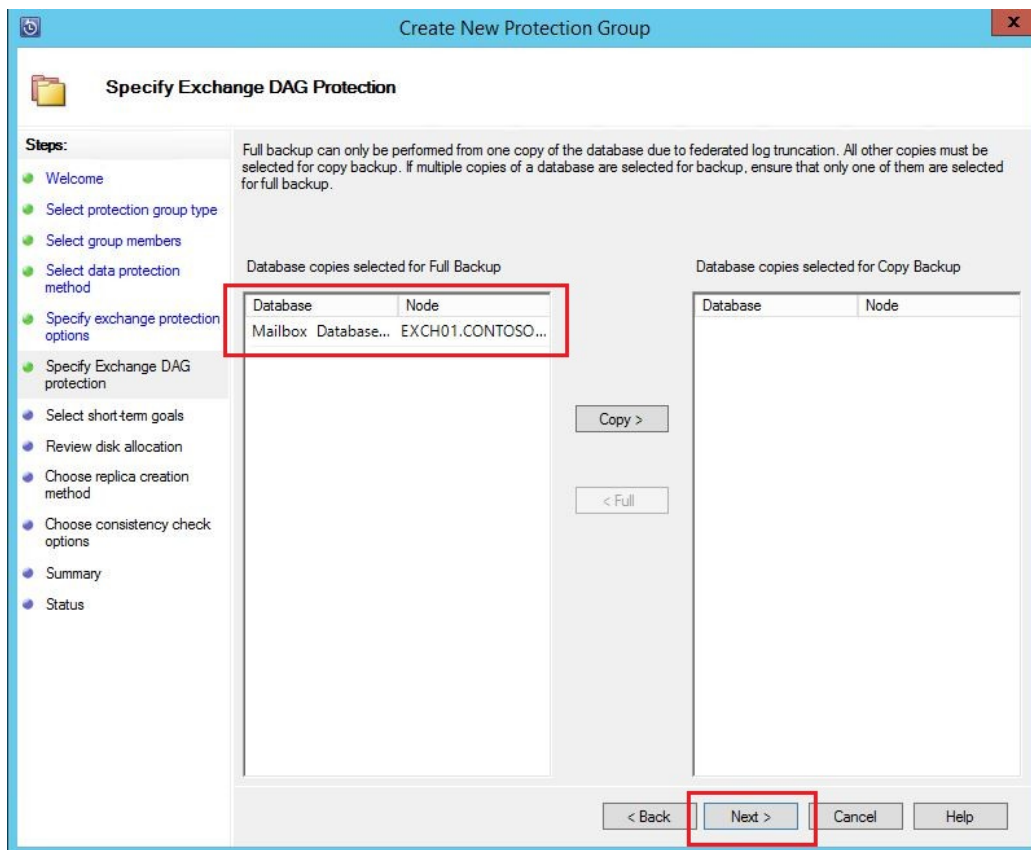 Create New Protection Group
x
Specify Exchange DAG Protection
Steps:
Welcome
Select protection group type
Select group members
Select data protection
method
Specify exchange protection
options
Specify Exchange DAG
protection
Select short-term goals
Review disk allocation
Choose replica creation
method
Choose consistency check
options
Summary
Status
Full backup can only be performed from one copy of the database due to federated log truncation. All other copies must be
selected for copy backup. If multiple copies of a database are selected for backup, ensure that only one of them are selected
for full backup.
Database copies selected for Full Backup
Database Node
Mailbox Database... EXCH01.CONTOSO...
Copy >
< Full
Database copies selected for Copy Backup
Database Node
< Back Next > Cancel Help